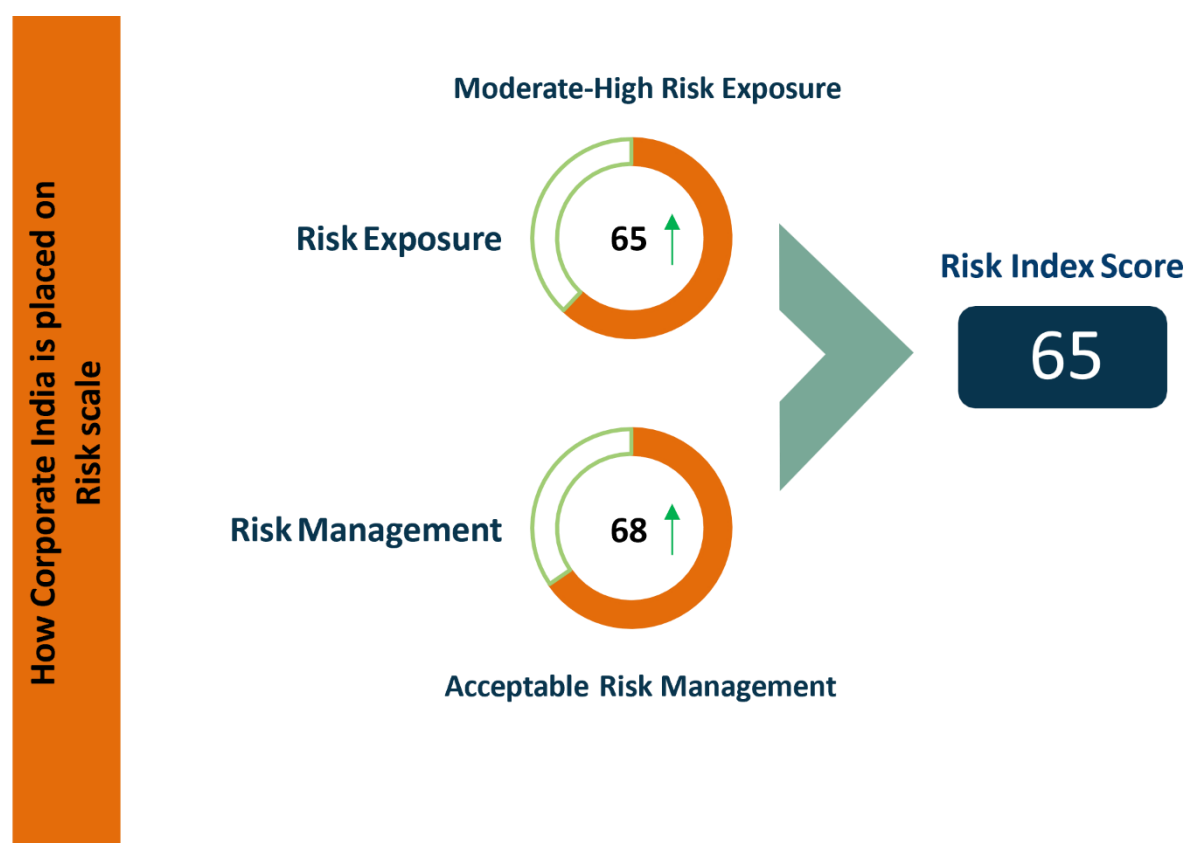 How Corporate India is placed on
Risk scale
Moderate-High Risk Exposure
Risk Exposure
65
Risk Management
68
Acceptable Risk Management
Risk Index Score
65